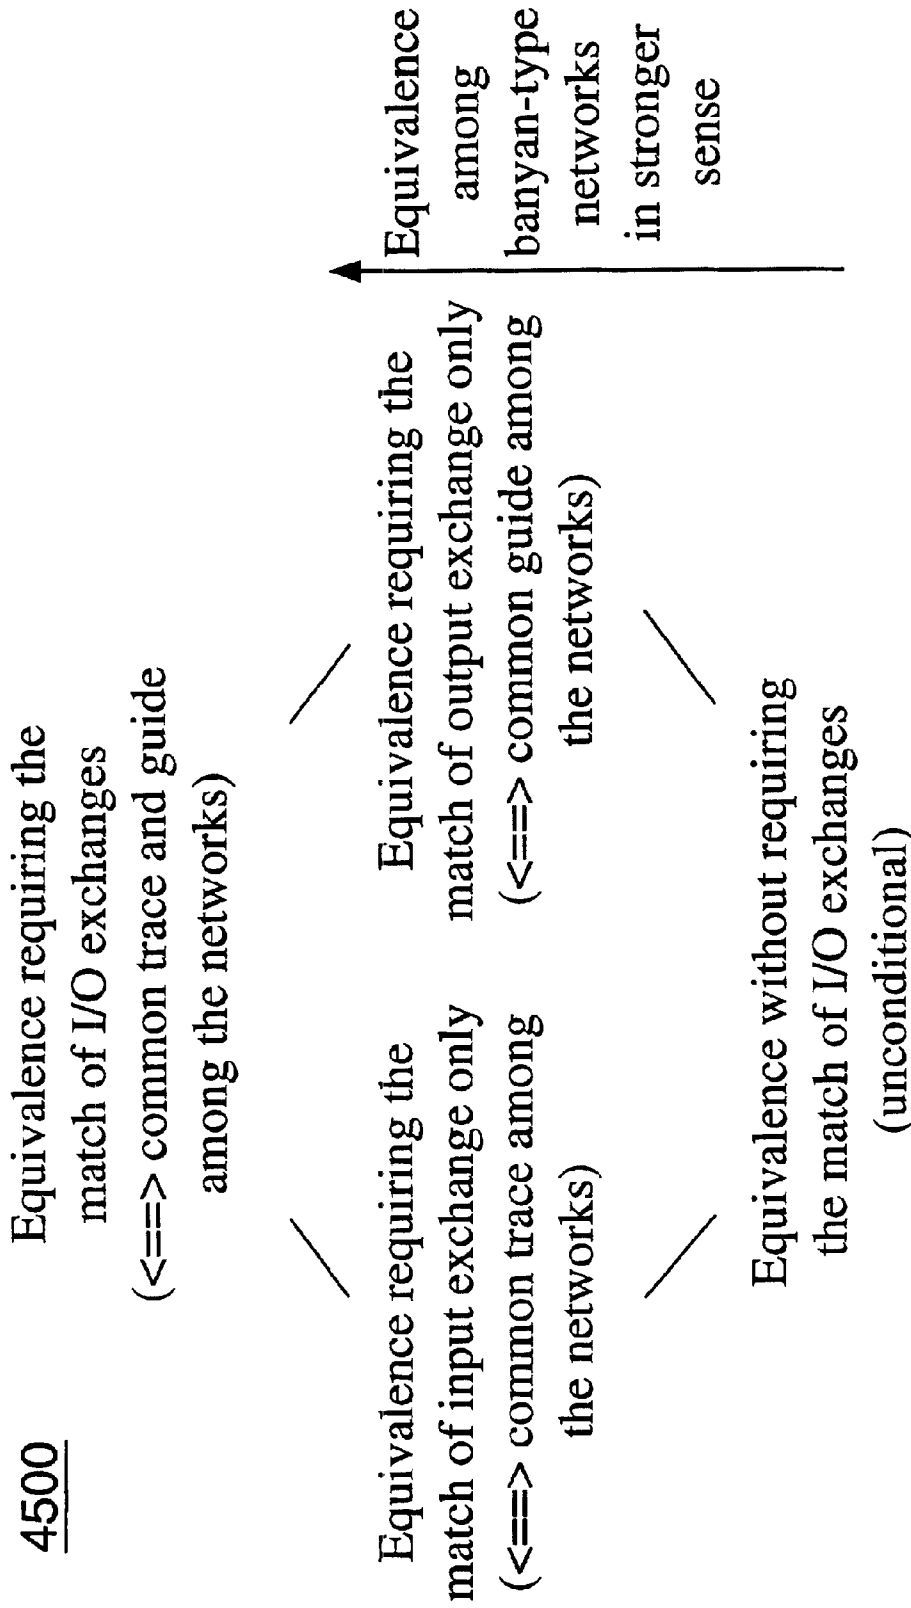 4500
Equivalence requiring the
match of I/O exchanges
(<==> common trace and guide
among the networks)
Equivalence requiring the
match of input exchange only
(<==> common trace among
the networks)
Equivalence requiring the
match of output exchange only
(<==> common guide among
the networks)
Equivalence without requiring
the match of I/O exchanges
(unconditional)
Equivalence
among
banyan-type
networks
in stronger
sense